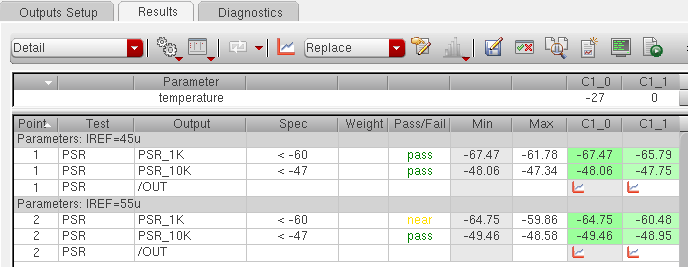 Outputs Setup Results Diagnostics
Detail Replace
Parameter C1_0 C1_1
temperature -27 0
Point Test Output Spec Weight Pass/Fail Min Max C1_0 C1_1
Parameters: IREF=45u
1 PSR PSR_1K < -60 pass -67.47 -61.78 -67.47 -65.79
1 PSR PSR_10K < -47 pass -48.06 -47.34 -48.06 -47.75
1 PSR /OUT
Parameters: IREF=55u
2 PSR PSR_1K < -60 near -64.75 -59.86 -64.75 -60.48
2 PSR PSR_10K < -47 pass -49.46 -48.58 -49.46 -48.95
2 PSR /OUT